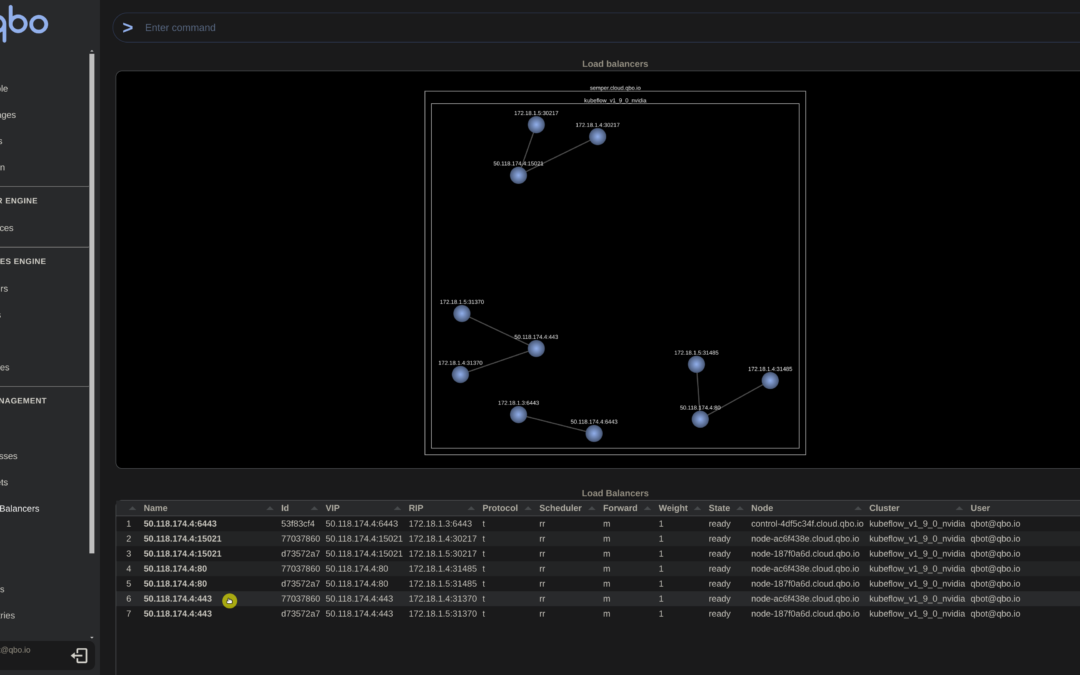 qbo
> Enter command
Load balancers
semper.cloud.qbo.io
kubeflow_v1_9_0_nvidia
172.18.1.5:30217
172.18.1.4:30217
50.118.174.4:15021
172.18.1.5:31370
50.118.174.4:443
172.18.1.4:31370
172.18.1.5:31485
172.18.1.4:31485
172.18.1.3:6443
50.118.174.4:80
50.118.174.4:6443
le
ages
s
n
R ENGINE
ces
ES ENGINE
rs
s
es
NAGEMENT
sses
ts
Balancers
s
ries
@qbo.io
Load Balancers
Name Id VIP RIP Protocol Scheduler Forward Weight State Node Cluster User
1 50.118.174.4:6443 53f83cf4 50.118.174.4:6443 172.18.1.3:6443 t rr m 1 ready control-4df5c34f.cloud.qbo.io kubeflow_v1_9_0_nvidia qbot@qbo.io
2 50.118.174.4:15021 77037860 50.118.174.4:15021 172.18.1.4:30217 t rr m 1 ready node-ac6f438e.cloud.qbo.io kubeflow_v1_9_0_nvidia qbot@qbo.io
3 50.118.174.4:15021 d73572a7 50.118.174.4:15021 172.18.1.5:30217 t rr m 1 ready node-187f0a6d.cloud.qbo.io kubeflow_v1_9_0_nvidia qbot@qbo.io
4 50.118.174.4:80 77037860 50.118.174.4:80 172.18.1.4:31485 t rr m 1 ready node-ac6f438e.cloud.qbo.io kubeflow_v1_9_0_nvidia qbot@qbo.io
5 50.118.174.4:80 d73572a7 50.118.174.4:80 172.18.1.5:31485 t rr m 1 ready node-187f0a6d.cloud.qbo.io kubeflow_v1_9_0_nvidia qbot@qbo.io
6 50.118.174.4:443 77037860 50.118.174.4:443 172.18.1.4:31370 t rr m 1 ready node-ac6f438e.cloud.qbo.io kubeflow_v1_9_0_nvidia qbot@qbo.io
7 50.118.174.4:443 d73572a7 50.118.174.4:443 172.18.1.5:31370 t rr m 1 ready node-187f0a6d.cloud.qbo.io kubeflow_v1_9_0_nvidia qbot@qbo.io